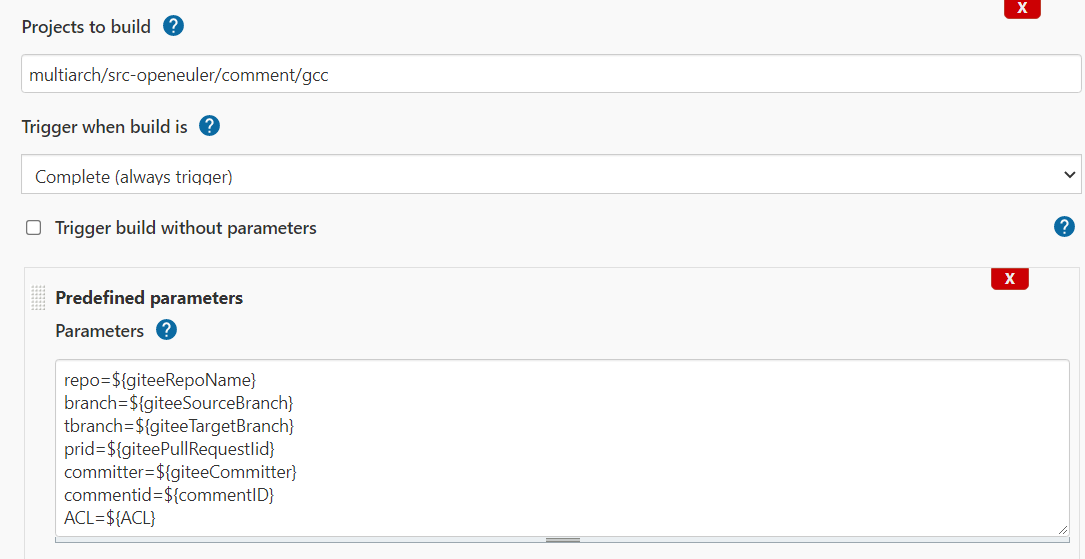 X
Projects to build ?
multiarch/src-openeuler/comment/gcc
Trigger when build is ?
Complete (always trigger)
Trigger build without parameters ?
X
Predefined parameters
Parameters ?
repo=${giteeRepoName}
branch=${giteeSourceBranch}
tbranch=${giteeTargetBranch}
prid=${giteePullRequestIid}
committer=${giteeCommitter}
commentid=${commentID}
ACL=${ACL}